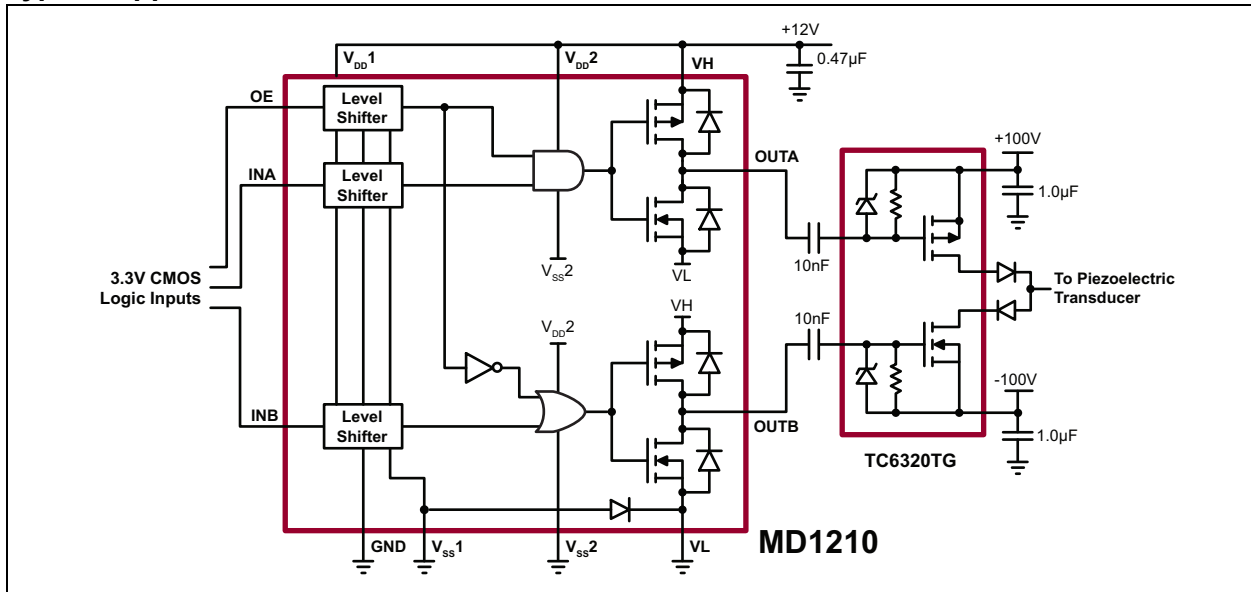 +12V
0.47µF
VDD1
VDD2
VH
OE
Level
Shifter
INA
Level
Shifter
OUTA
+100V
1.0µF
10nF
VSS2
VL
3.3V CMOS
Logic Inputs
To Piezoelectric
Transducer
VH
10nF
VDD2
INB
Level
Shifter
OUTB
-100V
1.0µF
TC6320TG
GND
VSS1
VSS2
VL
MD1210